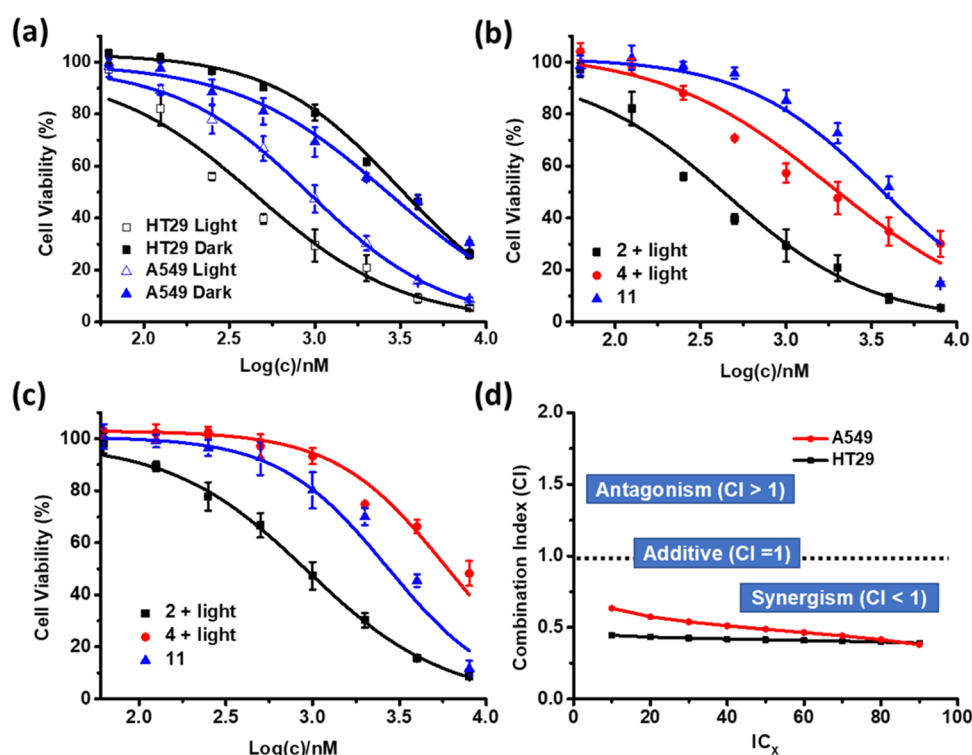 (a)
100
80
60
40
20
0
Cell Viability (%)
HT29 Light
HT29 Dark
A549 Light
A549 Dark
2.0 2.5 3.0 3.5 4.0
Log(c)/nM
(b)
100
80
60
40
20
0
Cell Viability (%)
2 + light
4 + light
11
2.0 2.5 3.0 3.5 4.0
Log(c)/nM
(c)
100
80
60
40
20
0
Cell Viability (%)
2 + light
4 + light
11
2.0 2.5 3.0 3.5 4.0
Log(c)/nM
(d)
2.0
1.5
1.0
0.5
0.0
Combination Index (CI)
A549
HT29
Antagonism (CI > 1)
Additive (CI =1)
Synergism (CI < 1)
0 20 40 60 80 100
ICx